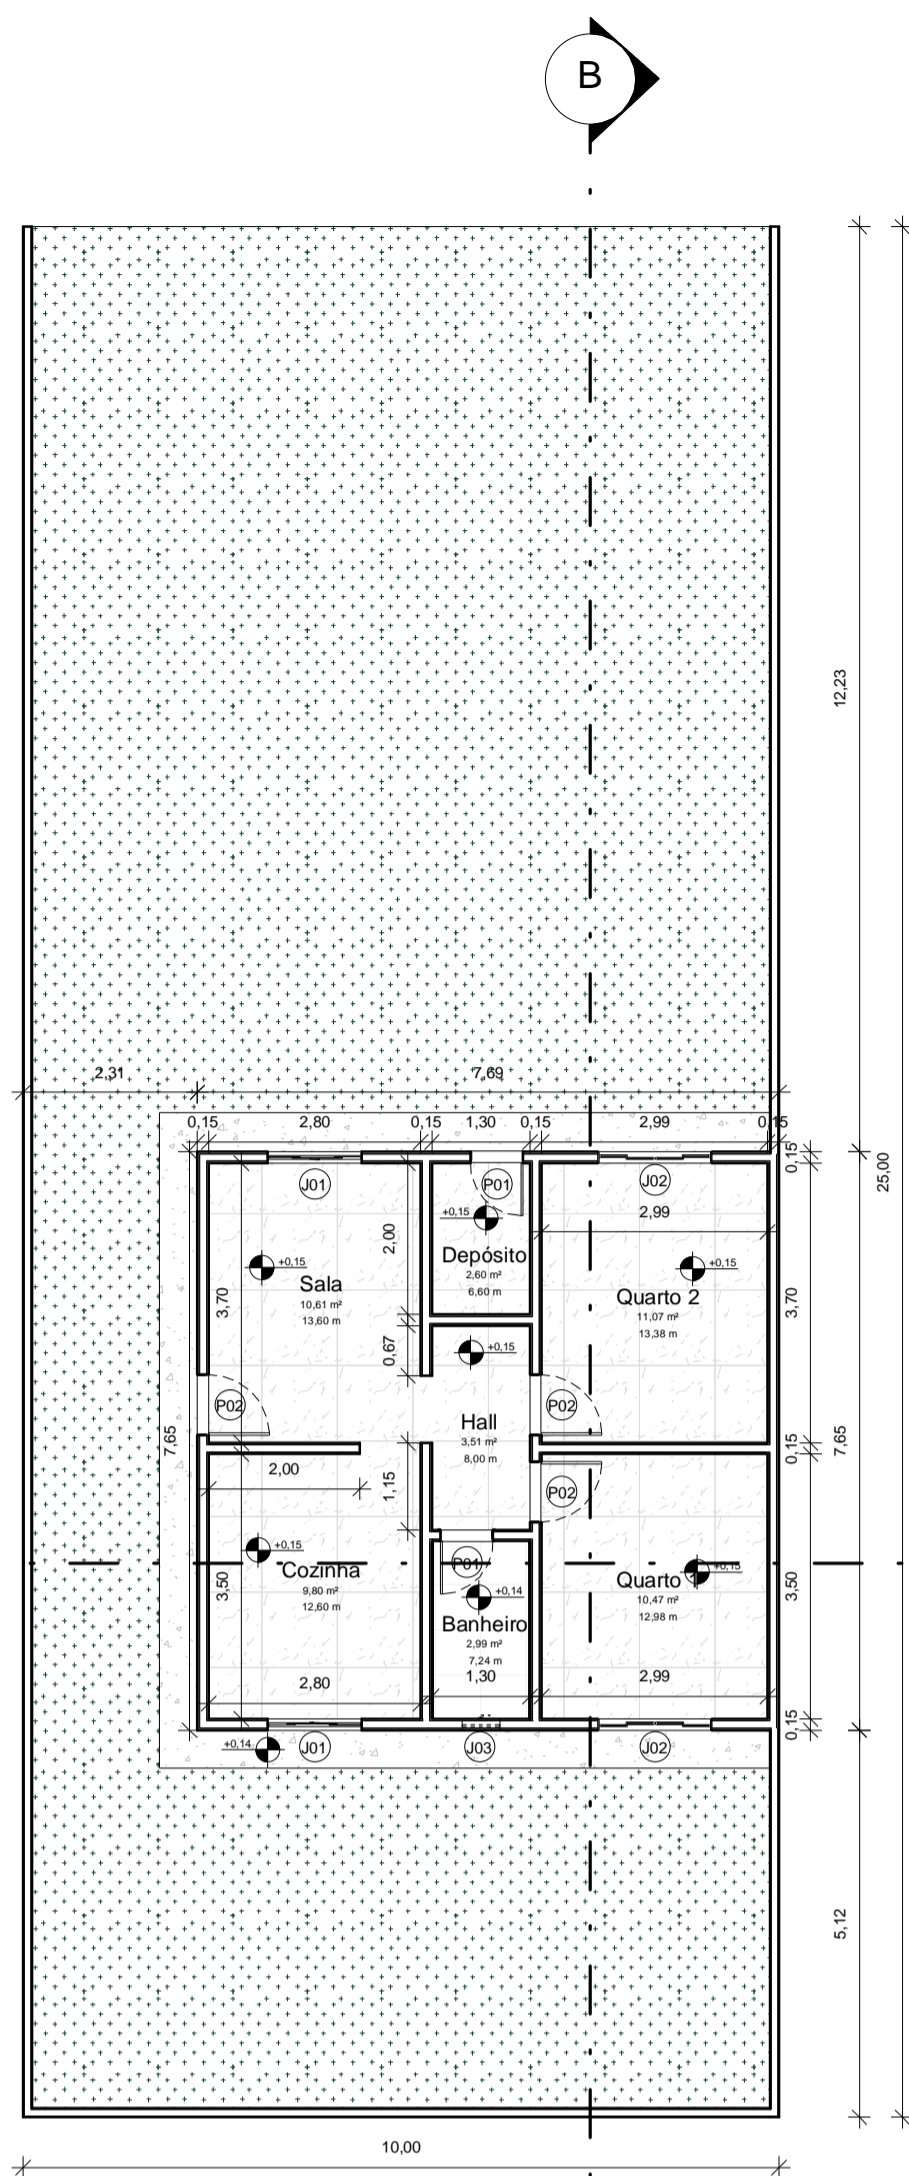 B
12,23
25,00
2,31
7,69
0,15
2,80
0,15
1,30
0,15
2,99
0,15
0,15
J01
P01
J02
+0,15
2,00
2,99
Depósito
2,60 m²
6,60 m
+0,15
Sala
10,61 m²
13,60 m
3,70
+0,15
Quarto 2
11,07 m²
13,38 m
3,70
0,67
+0,15
P02
Hall
3,51 m²
8,00 m
P02
7,65
0,15
7,65
2,00
1,15
P02
+0,15
Cozinha
9,80 m²
12,60 m
3,50
P01
+0,14
Banheiro
2,99 m²
7,24 m
1,30
+0,15
Quarto
10,47 m²
12,98 m
3,50
2,80
2,99
0,15
+0,14
J01
J03
J02
5,12
10,00